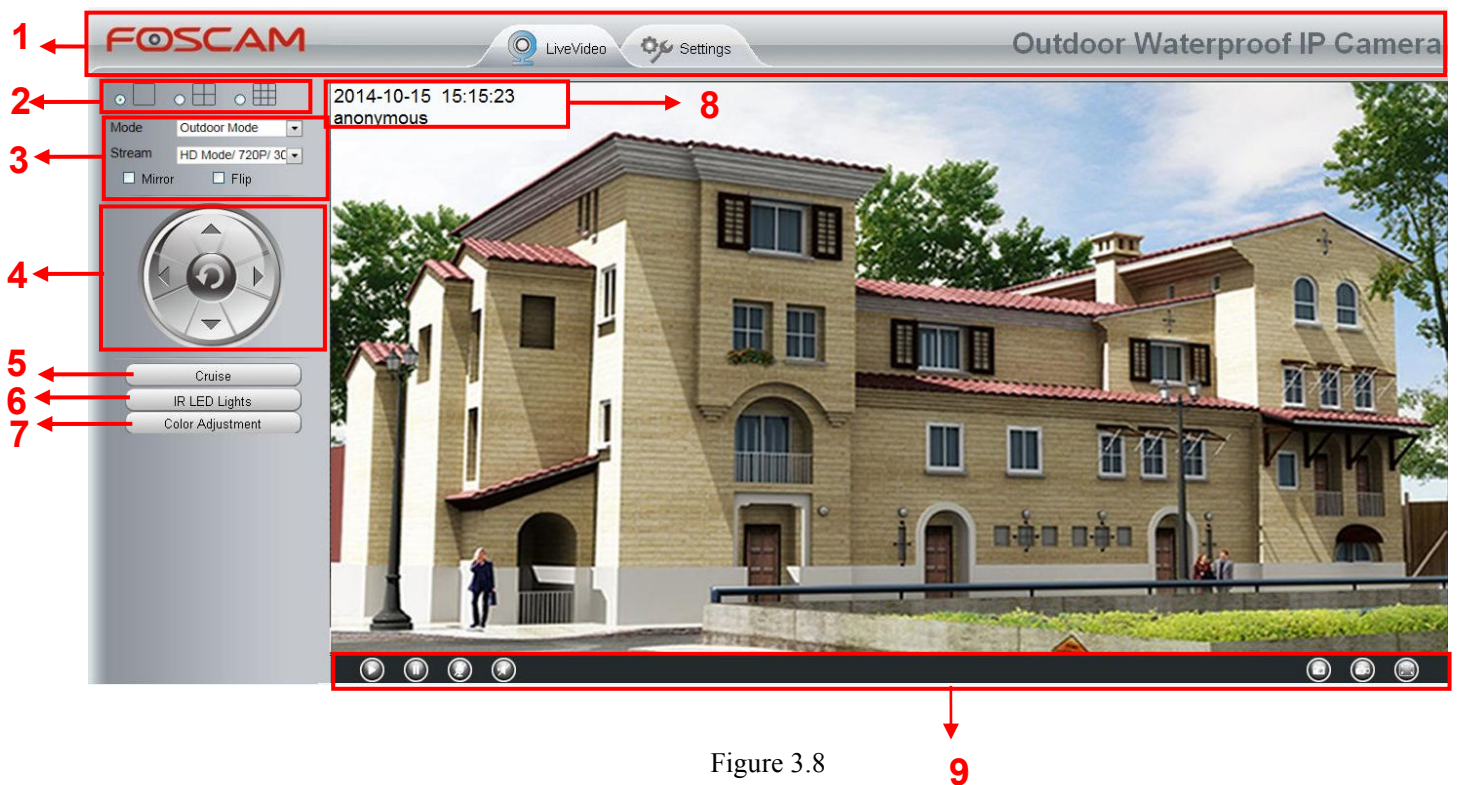 1
FOSCAM
LiveVideo
Settings
Outdoor Waterproof IP Camera
2
3
Mode
Outdoor Mode
Stream
HD Mode/ 720P/ 30
Mirror
Flip
2014-10-15 15:15:23
anonymous
8
4
5
Cruise
6
IR LED Lights
7
Color Adjustment
Figure 3.8
9